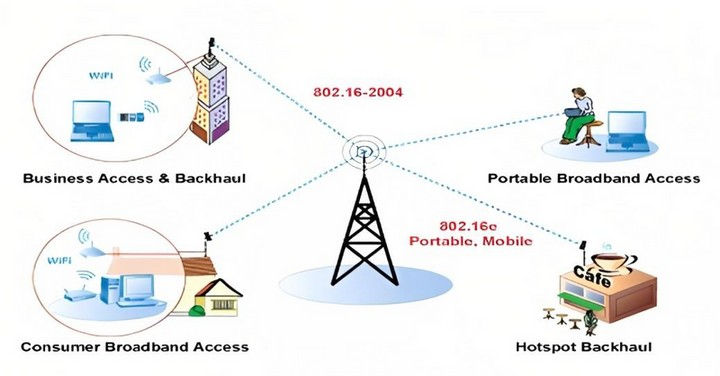 WiFi
802.16-2004
Business Access & Backhaul
Portable Broadband Access
802.16e
Portable, Mobile
WiFi
Cafe
Consumer Broadband Access
Hotspot Backhaul